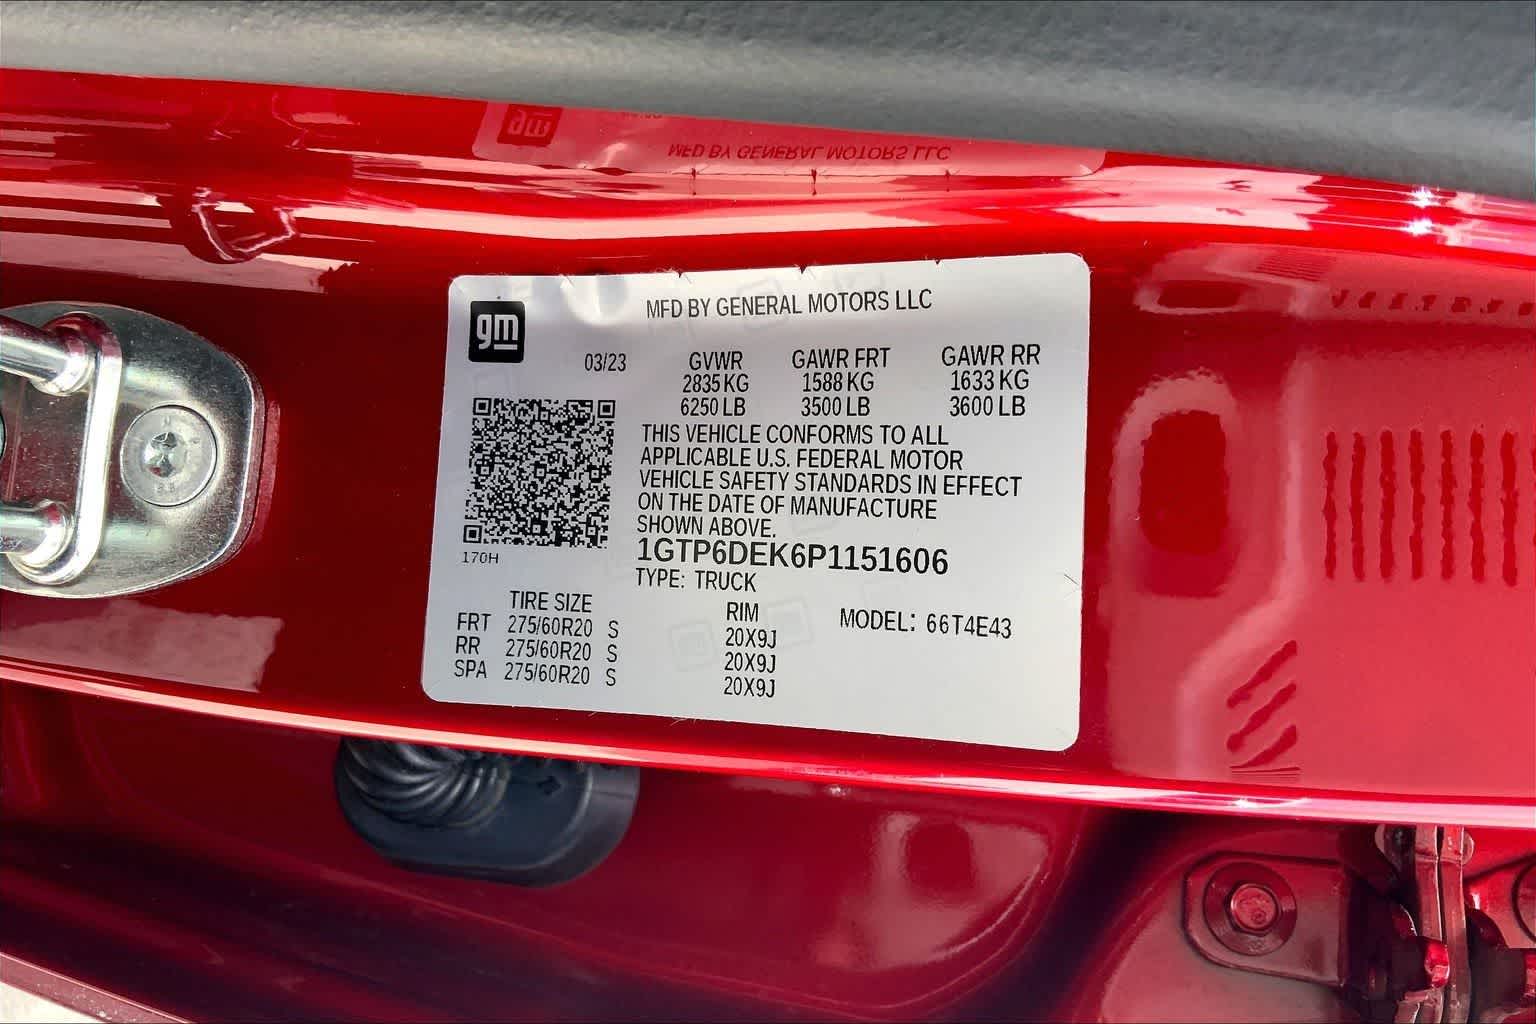 gm
MFD BY GENERAL MOTORS LLC
gm
MFD BY GENERAL MOTORS LLC
03/23 GVWR GAWR FRT GAWR RR
2835 KG 1588 KG 1633 KG
6250 LB 3500 LB 3600 LB
THIS VEHICLE CONFORMS TO ALL
APPLICABLE U.S. FEDERAL MOTOR
VEHICLE SAFETY STANDARDS IN EFFECT
ON THE DATE OF MANUFACTURE
SHOWN ABOVE.
170H
1GTP6DEK6P1151606
TYPE: TRUCK
TIRE SIZE RIM MODEL: 66T4E43
FRT 275/60R20 S 20X9J
RR 275/60R20 S 20X9J
SPA 275/60R20 S 20X9J